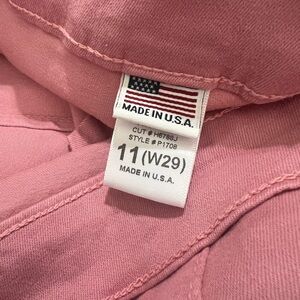 MADE IN U.S.A.
CUT # H6788J
STYLE # P1708
11(W29)
MADE IN U.S.A.